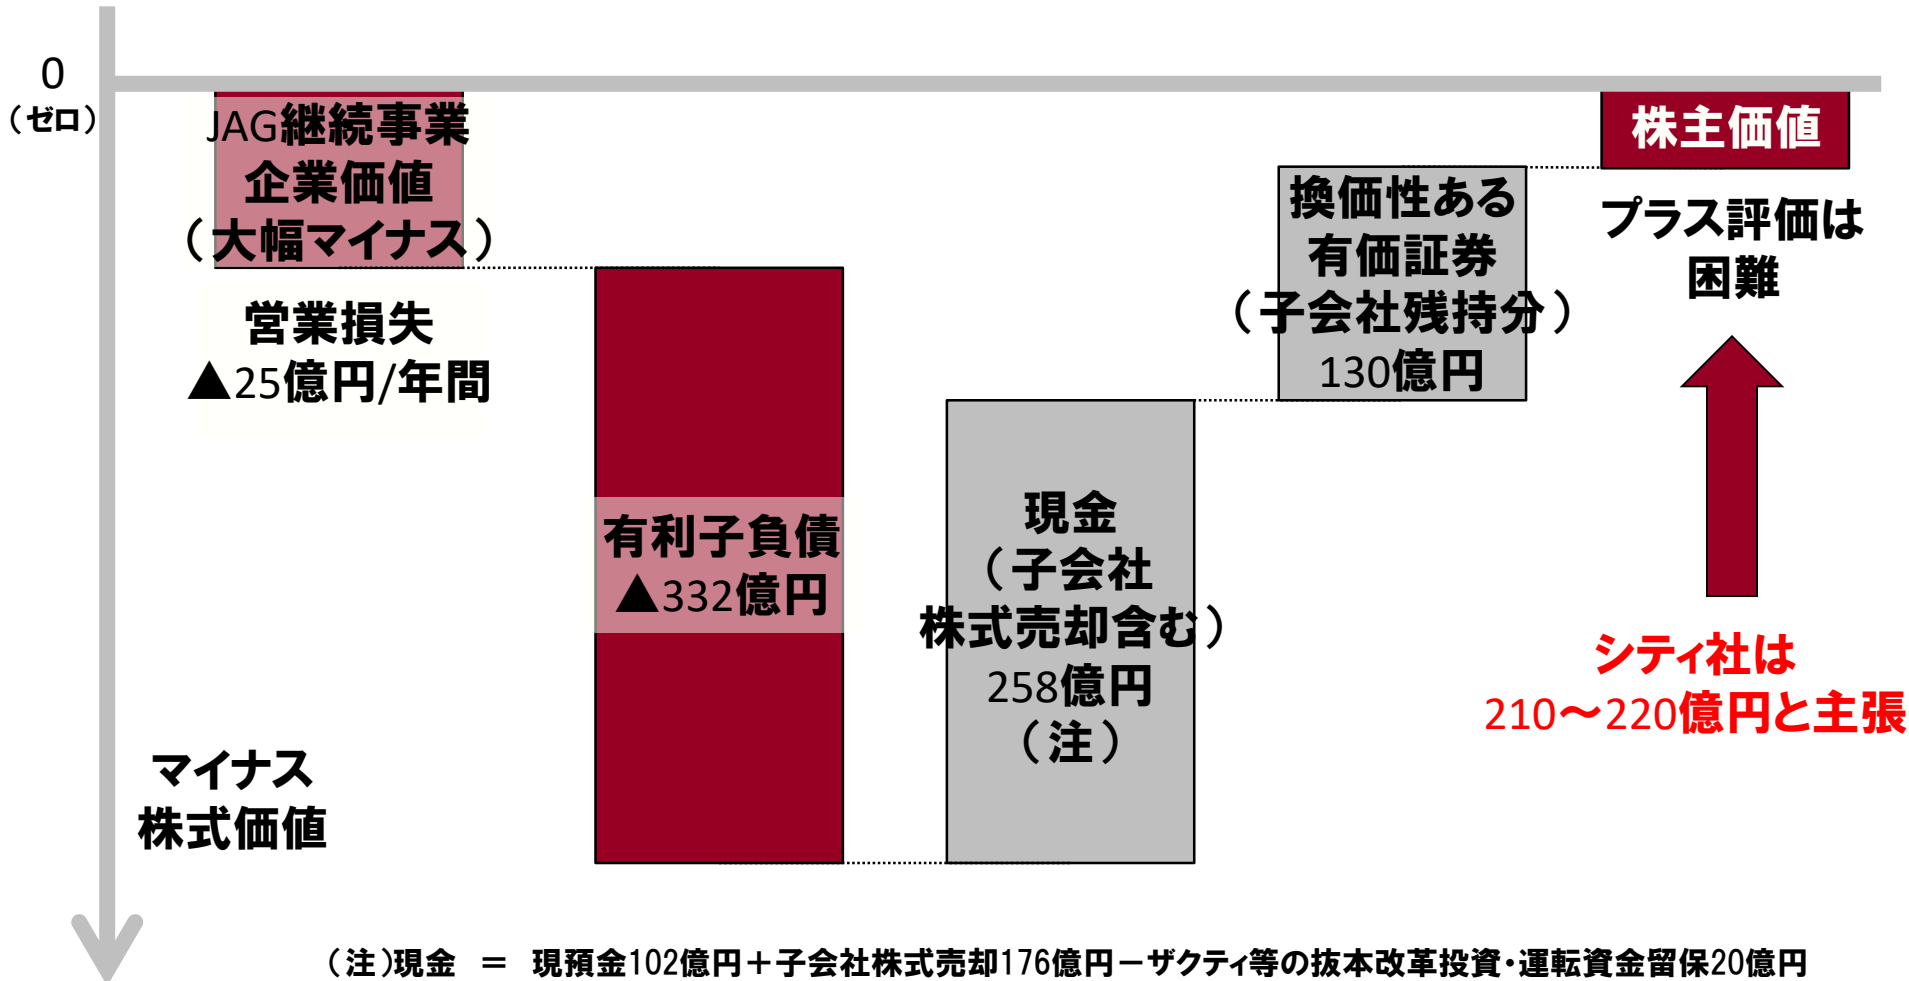 0
（ゼロ）
JAG継続事業
企業価値
（大幅マイナス）
営業損失
▲25億円/年間
有利子負債
▲332億円
現金
（子会社
株式売却含む）
258億円
（注）
換価性ある
有価証券
（子会社残持分）
130億円
株主価値
プラス評価は
困難
シティ社は
210～220億円と主張
マイナス
株式価値
（注）現金　＝　現預金102億円＋子会社株式売却176億円－ザクティ等の抜本改革投資・運転資金留保20億円